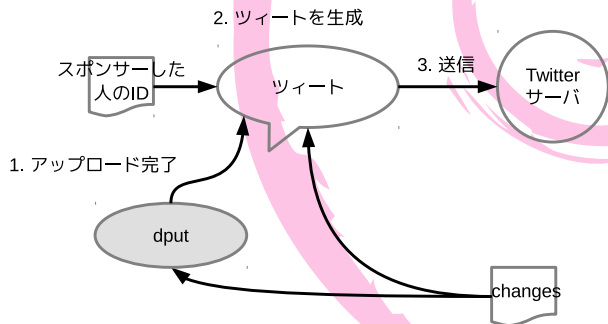 2. ツィートを生成
スポンサーした
人のID
ツィート
3. 送信
Twitter
サーバ
1. アップロード完了
dput
changes